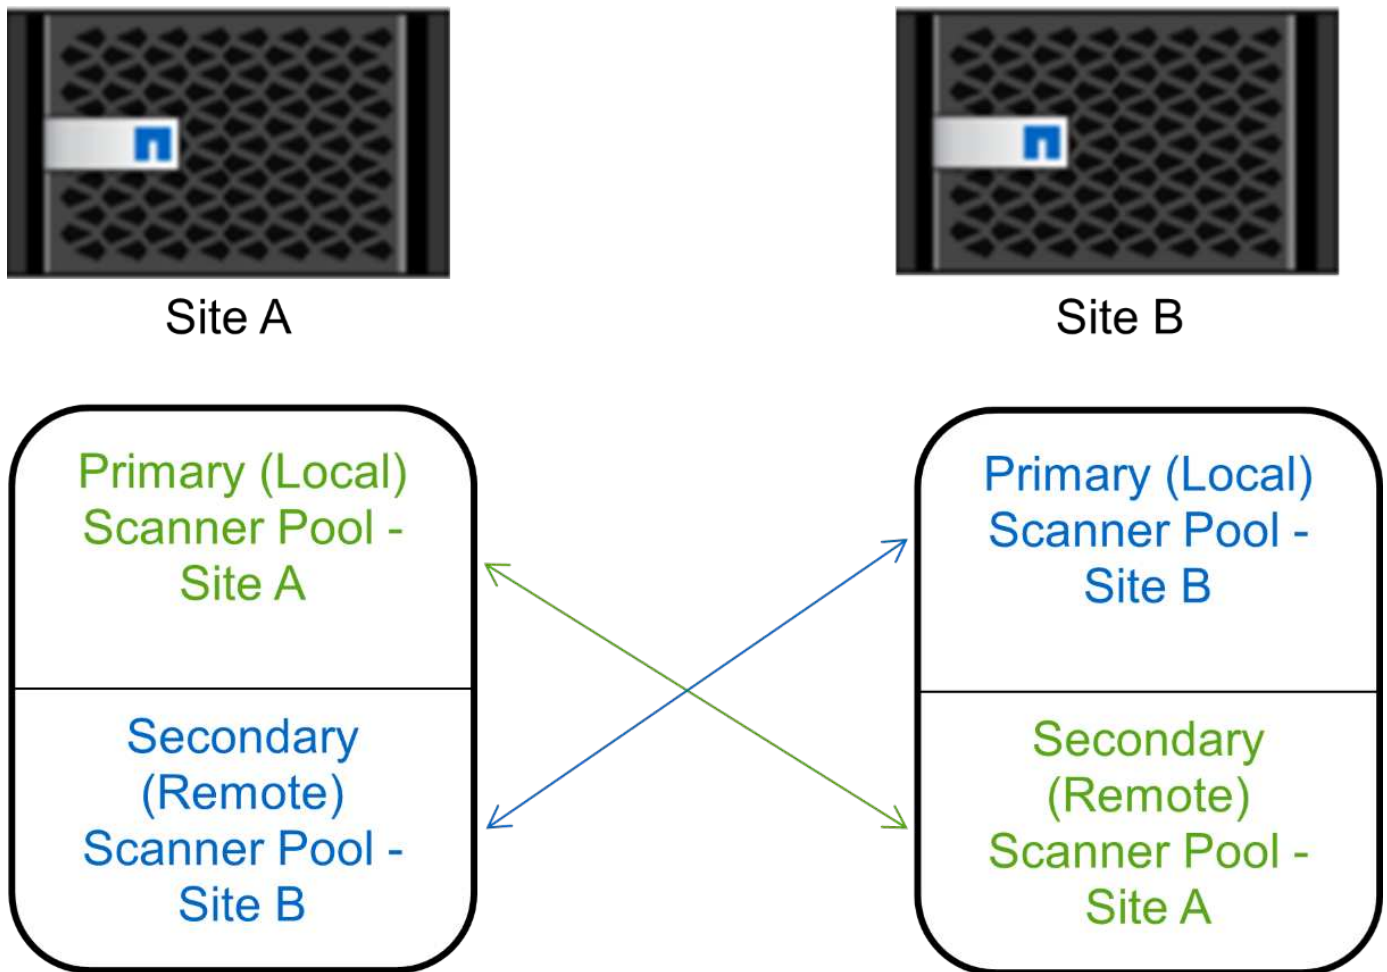 Site A
Site B
Primary (Local)
Scanner Pool -
Site A
Secondary
(Remote)
Scanner Pool -
Site B
Primary (Local)
Scanner Pool -
Site B
Secondary
(Remote)
Scanner Pool -
Site A